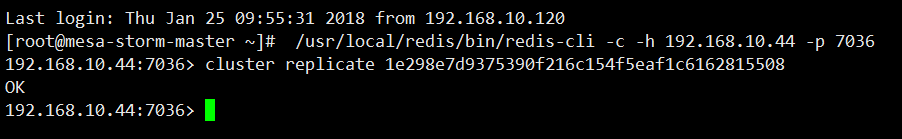 Last login: Thu Jan 25 09:55:31 2018 from 192.168.10.120
[root@mesa-storm-master ~]#  /usr/local/redis/bin/redis-cli -c -h 192.168.10.44 -p 7036
192.168.10.44:7036> cluster replicate 1e298e7d9375390f216c154f5eaf1c6162815508
OK
192.168.10.44:7036>